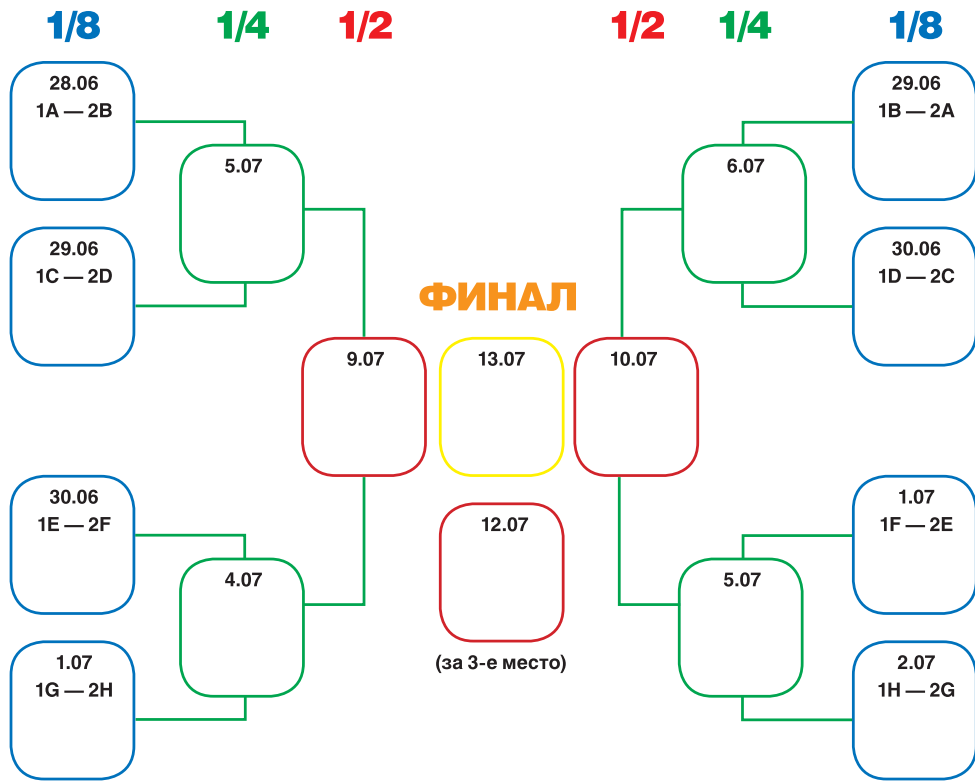 1/8
1/4
1/2
1/2
1/4
1/8
28.06
1A — 2B
29.06
1B — 2A
5.07
6.07
29.06
1C — 2D
30.06
1D — 2C
ФИНАЛ
9.07
13.07
10.07
30.06
1E — 2F
1.07
1F — 2E
12.07
4.07
5.07
(за 3-е место)
1.07
1G — 2H
2.07
1H — 2G